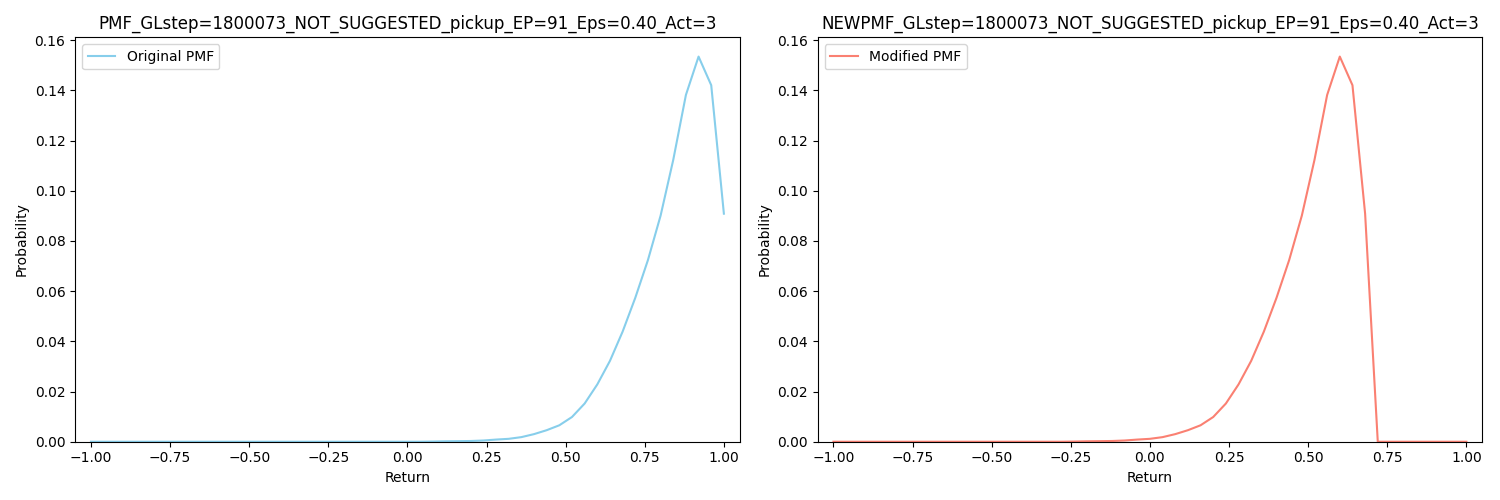 PMF_GLstep=1800073_NOT_SUGGESTED_pickup_EP=91_Eps=0.40_Act=3
Original PMF
0.16
0.14
0.12
0.10
0.08
0.06
0.04
0.02
0.00
Probability
−1.00 −0.75 −0.50 −0.25 0.00 0.25 0.50 0.75 1.00
Return
NEWPMF_GLstep=1800073_NOT_SUGGESTED_pickup_EP=91_Eps=0.40_Act=3
Modified PMF
0.16
0.14
0.12
0.10
0.08
0.06
0.04
0.02
0.00
Probability
−1.00 −0.75 −0.50 −0.25 0.00 0.25 0.50 0.75 1.00
Return